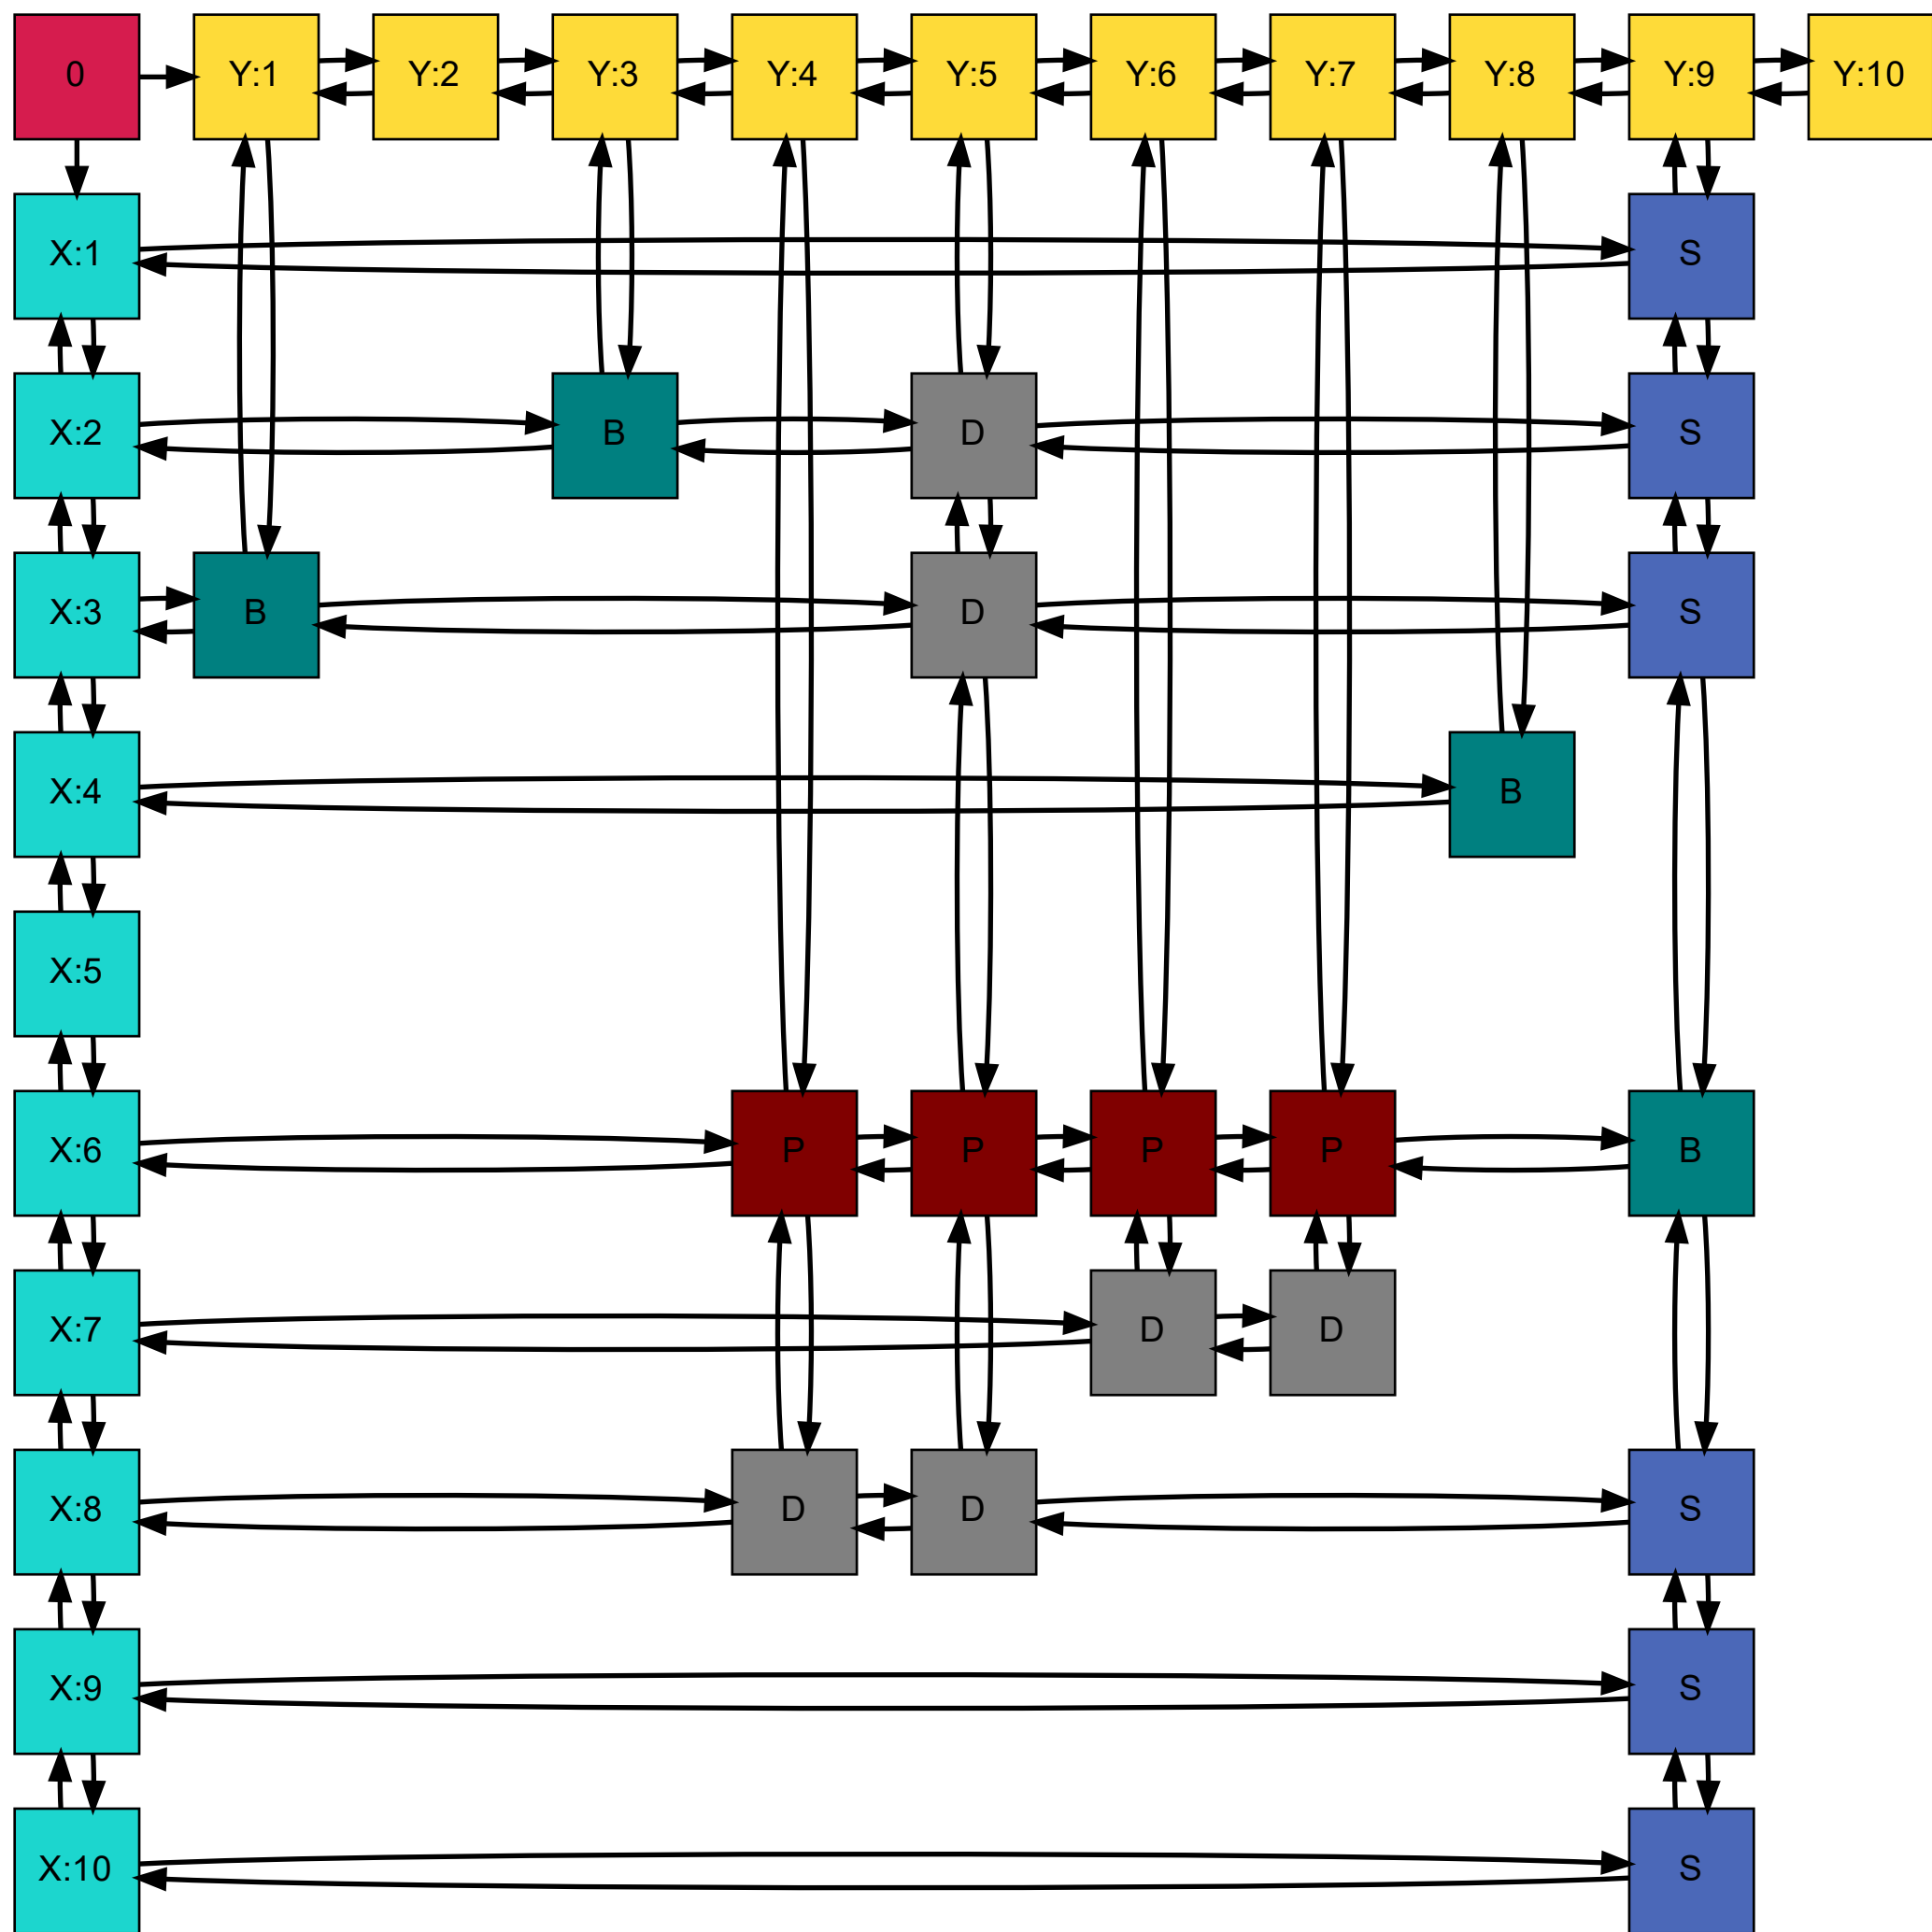 0 Y:1 Y:2 Y:3 Y:4 Y:5 Y:6 Y:7 Y:8 Y:9 Y:10
X:1 S
X:2 B D S
X:3 B D S
X:4 B
X:5
X:6 P P P P B
X:7 D D
X:8 D D S
X:9 S
X:10 S